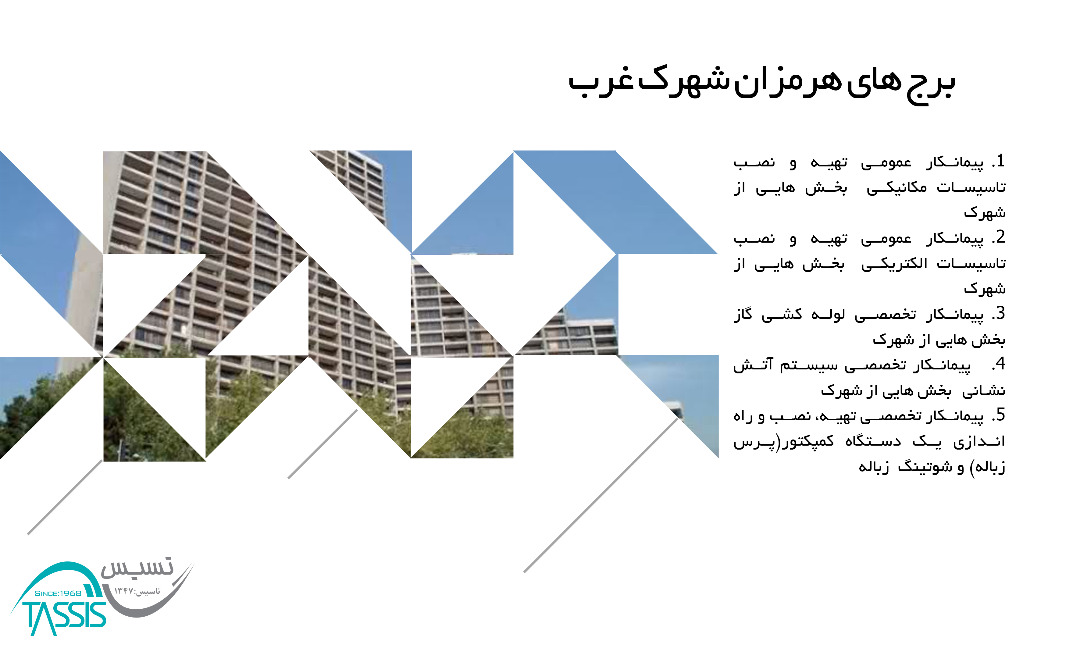 برج های هرمزان شهرک غرب
1. پیمانکار عمومی تهیه و نصب
تاسیسات مکانیکی بخش هایی از
شهرک
2. پیمانکار عمومی تهیه و نصب
تاسیسات الکتریکی بخش هایی از
شهرک
3. پیمانکار تخصصی لوله کشی گاز
بخش هایی از شهرک
4. پیمانکار تخصصی سیستم آتش
نشانی بخش هایی از شهرک
5. پیمانکار تخصصی تهیه، نصب و راه
اندازی یک دستگاه کمپکتور(پرس
زباله) و شوتینگ زباله
تسیس
تاسیس:۱۳۴۷
SINCE:1968
TASSIS